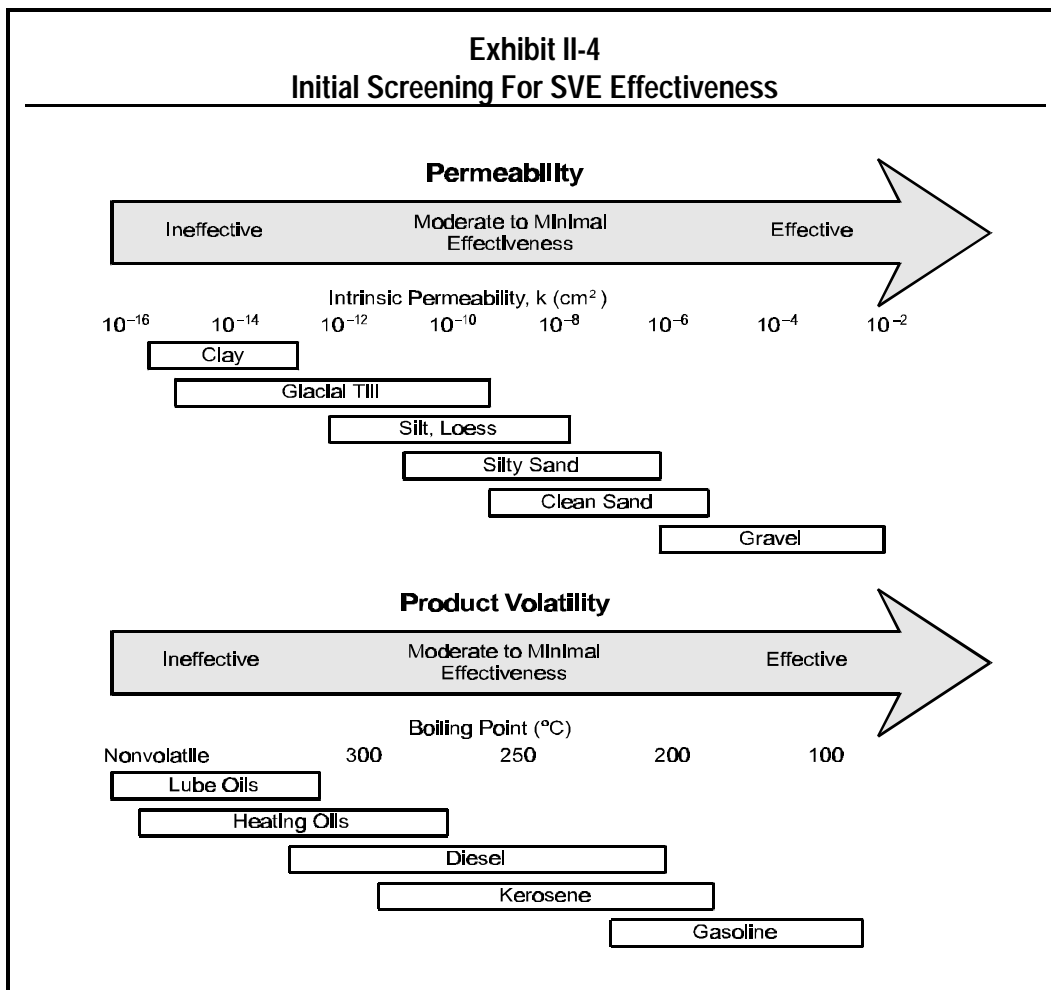 Exhibit II-4
Initial Screening For SVE Effectiveness
Permeability
Ineffective
Moderate to Minimal
Effectiveness
Effective
Intrinsic Permeability, k (cm²)
10⁻¹⁶ 10⁻¹⁴ 10⁻¹² 10⁻¹⁰ 10⁻⁸ 10⁻⁶ 10⁻⁴ 10⁻²
Clay
Glacial Till
Silt, Loess
Silty Sand
Clean Sand
Gravel
Product Volatility
Ineffective
Moderate to Minimal
Effectiveness
Effective
Boiling Point (ºC)
Nonvolatile 300 250 200 100
Lube Oils
Heating Oils
Diesel
Kerosene
Gasoline